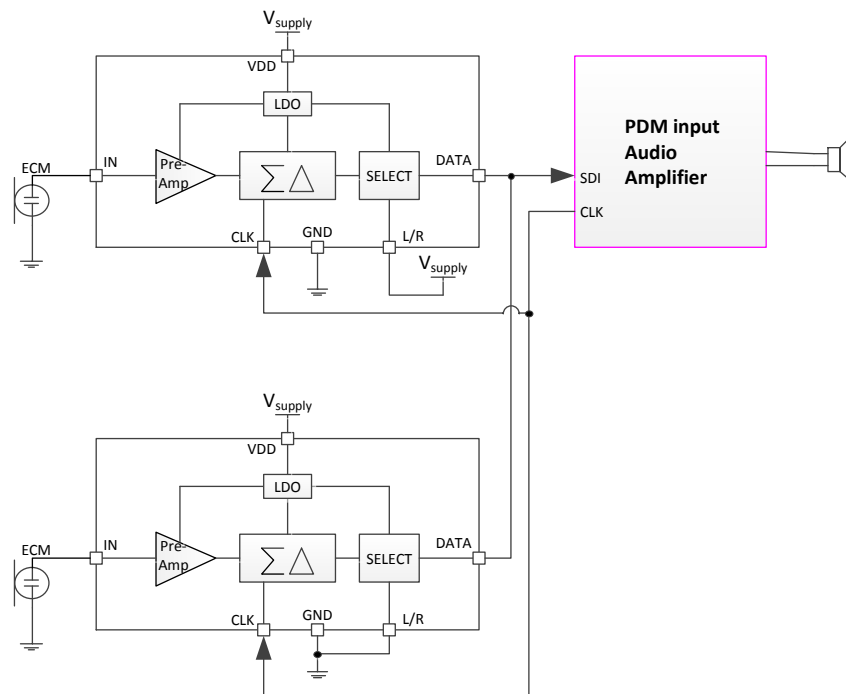 Vsupply
VDD
LDO
PDM input
Audio
Amplifier
ECM
IN
Pre-
Amp
∑∆
SELECT
DATA
SDI
CLK
CLK
GND
L/R
Vsupply
Vsupply
VDD
LDO
ECM
IN
Pre-
Amp
∑∆
SELECT
DATA
CLK
GND
L/R